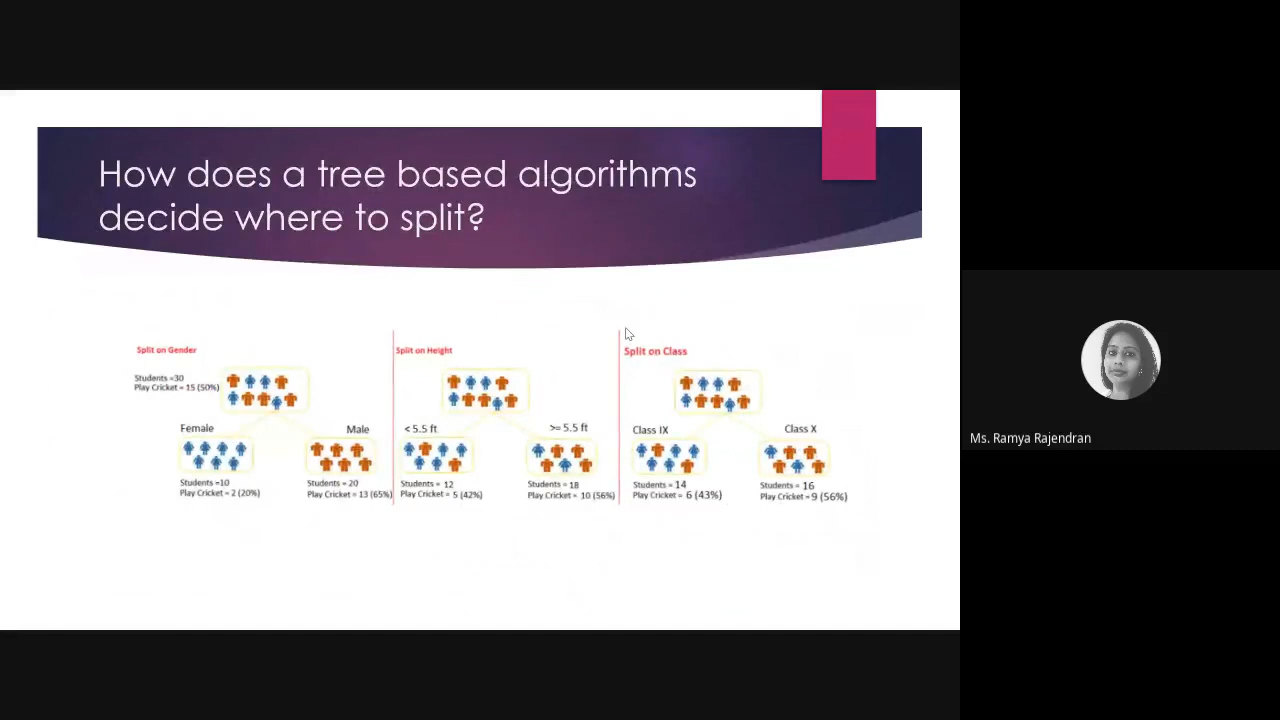 How does a tree based algorithms
decide where to split?
Split on Gender
Students =30
Play Cricket = 15 (50%)
Female
Male
Students =10
Play Cricket = 2 (20%)
Students = 20
Play Cricket = 13 (65%)
Split on Height
< 5.5 ft
>= 5.5 ft
Students = 12
Play Cricket = 5 (42%)
Students = 18
Play Cricket = 10 (56%)
Split on Class
Class IX
Class X
Students = 14
Play Cricket = 6 (43%)
Students = 16
Play Cricket = 9 (56%)
Ms. Ramya Rajendran